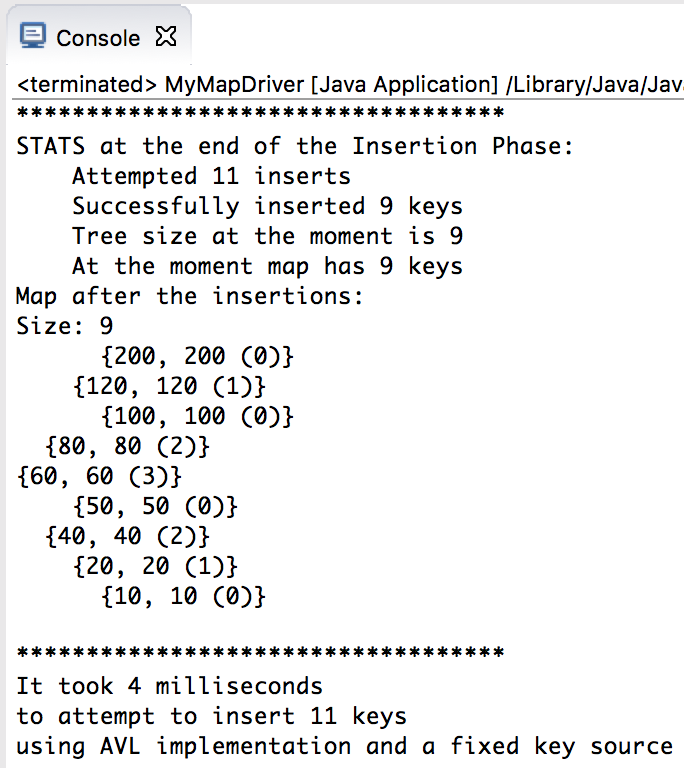 Console
<terminated> MyMapDriver [Java Application] /Library/Java/Jav
***********************************
STATS at the end of the Insertion Phase:
    Attempted 11 inserts
    Successfully inserted 9 keys
    Tree size at the moment is 9
    At the moment map has 9 keys
Map after the insertions:
Size: 9
      {200, 200 (0)}
    {120, 120 (1)}
      {100, 100 (0)}
  {80, 80 (2)}
{60, 60 (3)}
    {50, 50 (0)}
  {40, 40 (2)}
    {20, 20 (1)}
      {10, 10 (0)}
***********************************
It took 4 milliseconds
to attempt to insert 11 keys
using AVL implementation and a fixed key source